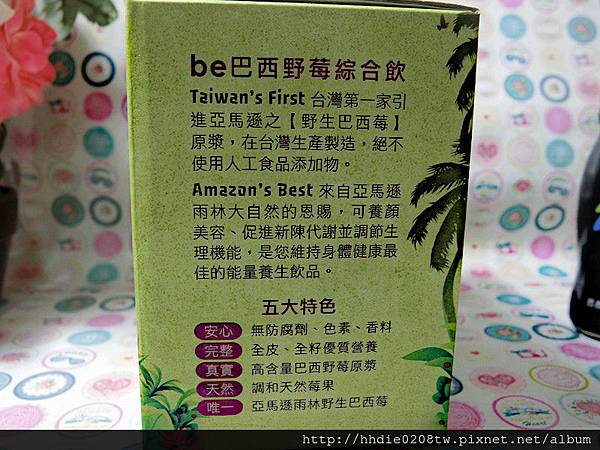 be巴西野莓綜合飲
Taiwan's First 台灣第一家引
進亞馬遜之【野生巴西莓】
原漿，在台灣生產製造，絕不
使用人工食品添加物。
Amazon's Best 來自亞馬遜
雨林大自然的恩賜，可養顏
美容、促進新陳代謝並調節生
理機能，是您維持身體健康最
佳的能量養生飲品。
五大特色
安心 無防腐劑、色素、香料
完整 全皮、全籽優質營養
真實 高含量巴西野莓原漿
天然 調和天然莓果
唯一 亞馬遜雨林野生巴西莓
http://hhdie0208tw.pixnet.net/album